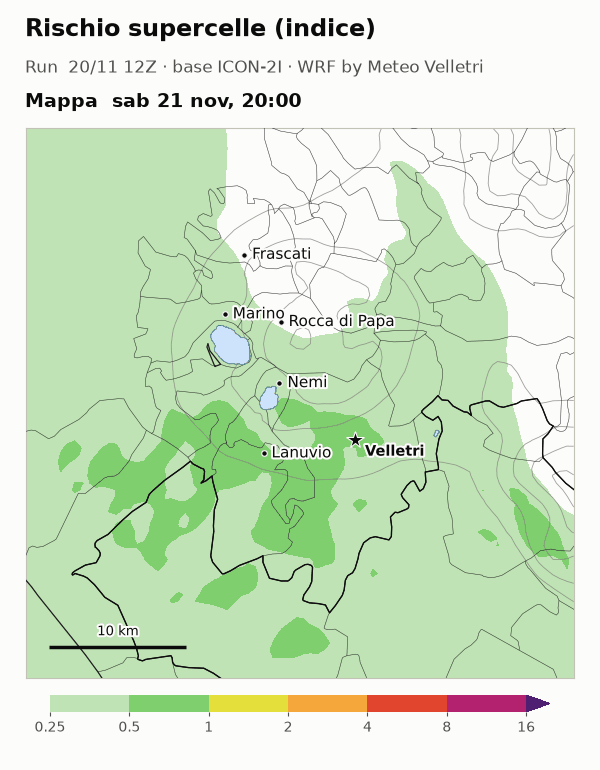 Rischio supercelle (indice)
Run  20/11 12Z · base ICON-2I · WRF by Meteo Velletri
Mappa  sab 21 nov, 20:00
Frascati
Marino
Rocca di Papa
Nemi
Velletri
Lanuvio
10 km
0.25 0.5 1 2 4 8 16